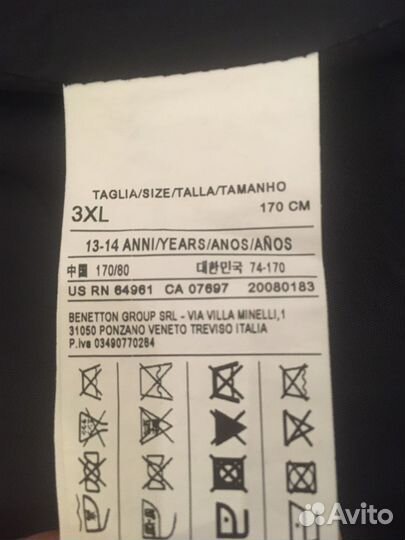 TAGLIA/SIZE/TALLA/TAMANHO
3XL 170 CM
13-14 ANNI/YEARS/ANOS/AÑOS
中国 170/80 대한민국 74-170
US RN 64961 CA 07697 20080183
BENETTON GROUP SRL - VIA VILLA MINELLI,1
31050 PONZANO VENETO TREVISO ITALIA
P.iva 03490770284
Avito